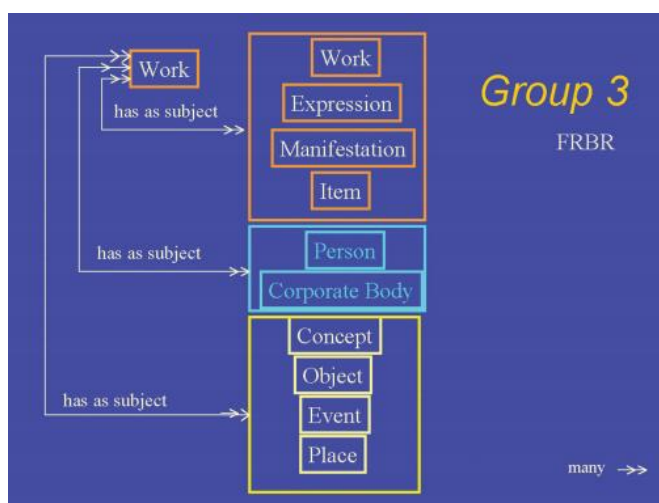 Work
has as subject
Work
Expression
Manifestation
Item
Group 3
FRBR
has as subject
Person
Corporate Body
has as subject
Concept
Object
Event
Place
many